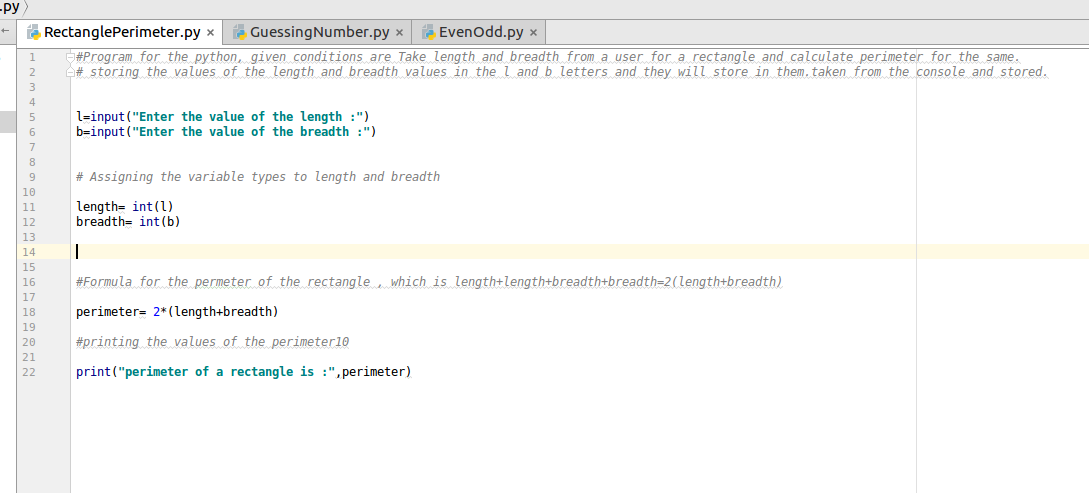 .py
RectanglePerimeter.py × GuessingNumber.py × EvenOdd.py ×
1 #Program for the python, given conditions are Take length and breadth from a user for a rectangle and calculate perimeter for the same.
2 # storing the values of the length and breadth values in the l and b letters and they will store in them.taken from the console and stored.
3
4
5 l=input("Enter the value of the length :")
6 b=input("Enter the value of the breadth :")
7
8
9 # Assigning the variable types to length and breadth
10
11 length= int(l)
12 breadth= int(b)
13
14
15
16 #Formula for the permeter of the rectangle , which is length+length+breadth+breadth=2(length+breadth)
17
18 perimeter= 2*(length+breadth)
19
20 #printing the values of the perimeter10
21
22 print("perimeter of a rectangle is :",perimeter)